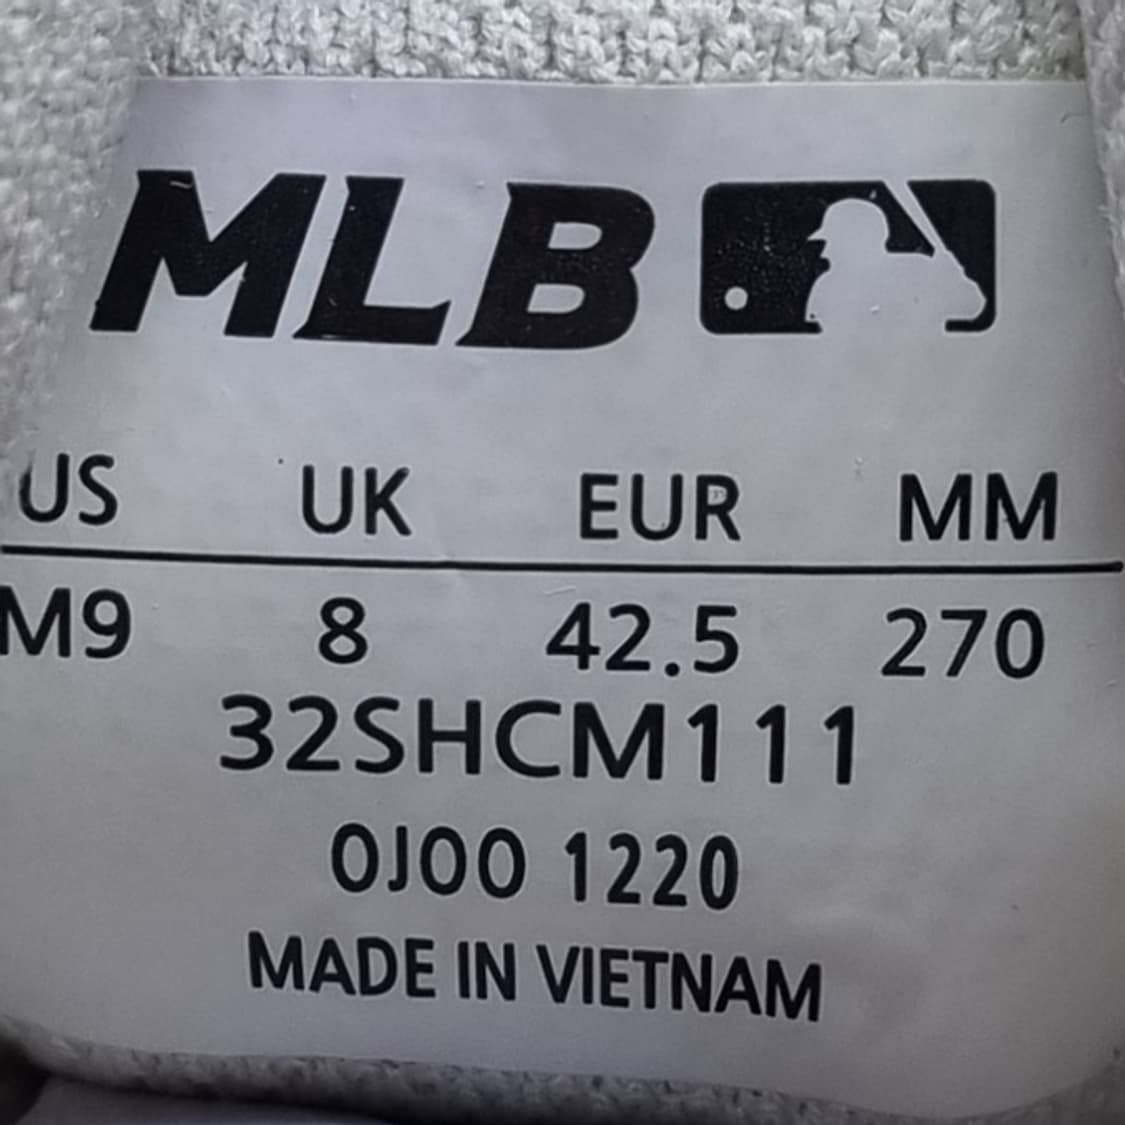 MLB
US UK EUR MM
M9 8 42.5 270
32SHCM111
0J00 1220
MADE IN VIETNAM